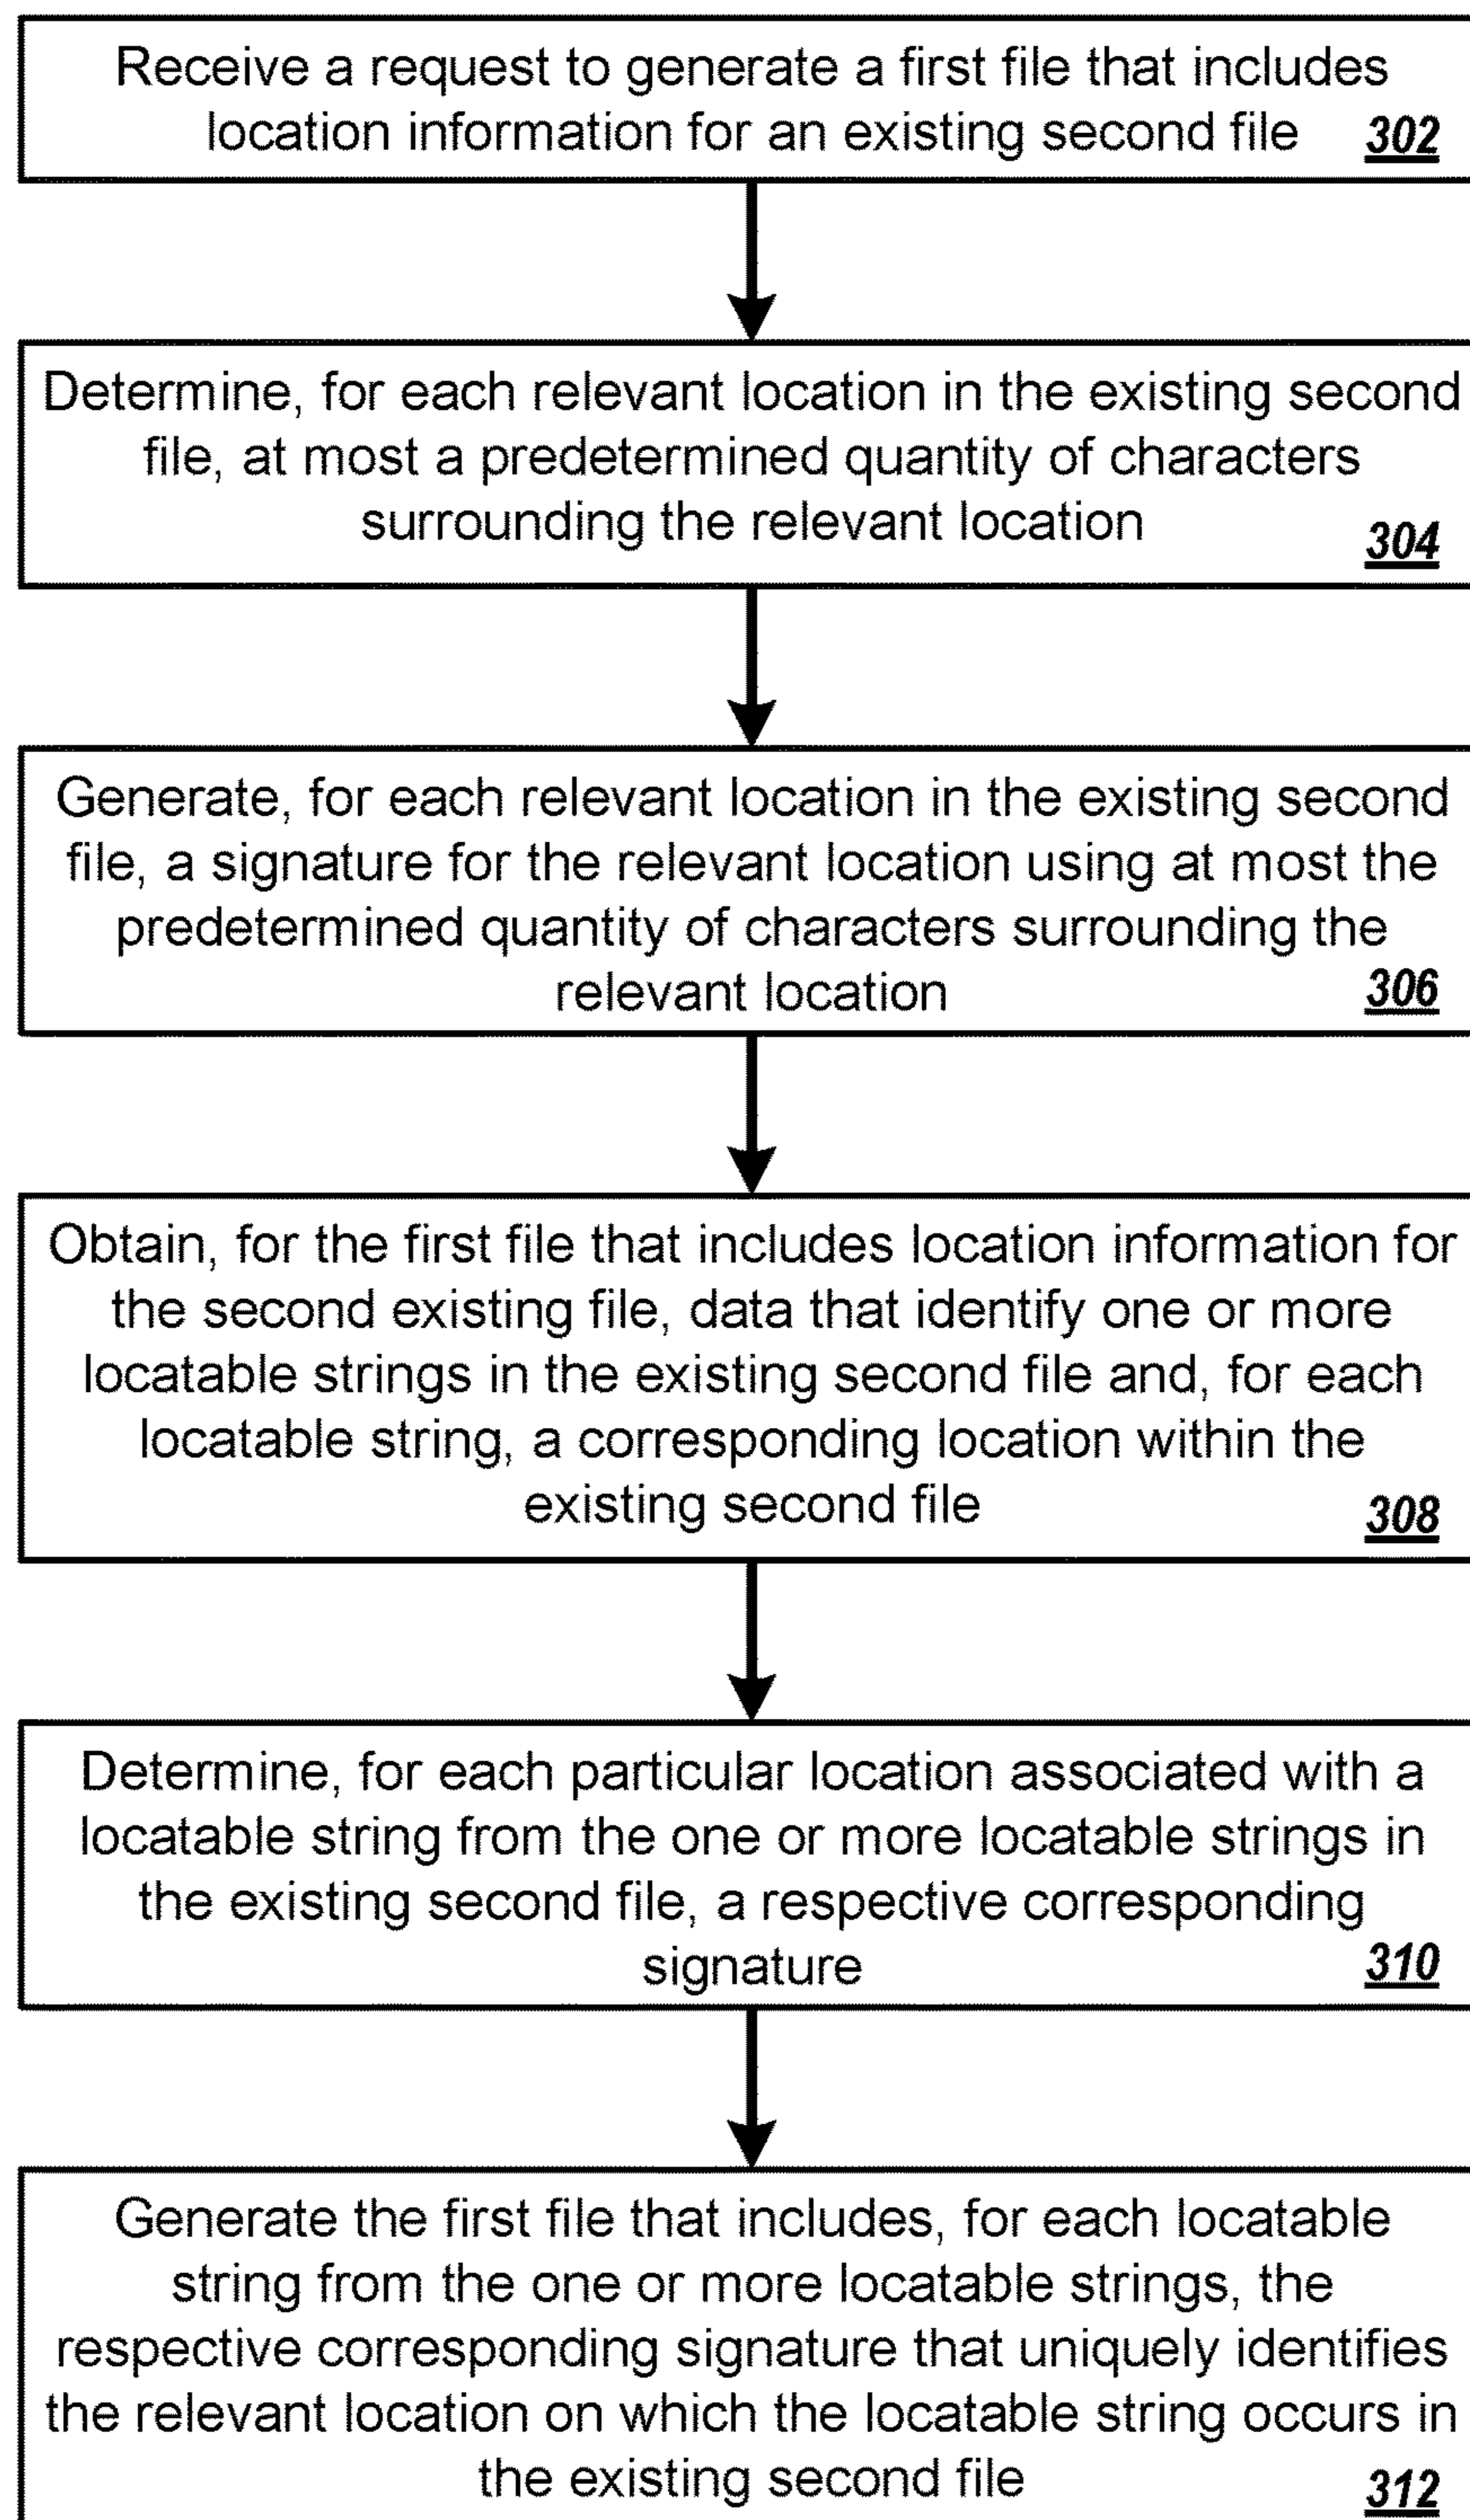 Receive a request to generate a first file that includes
location information for an existing second file 302
Determine, for each relevant location in the existing second
file, at most a predetermined quantity of characters
surrounding the relevant location
304
Generate, for each relevant location in the existing second
file, a signature for the relevant location using at most the
predetermined quantity of characters surrounding the
relevant location 306
Obtain, for the first file that includes location information for
the second existing file, data that identify one or more
locatable strings in the existing second file and, for each
locatable string, a corresponding location within the
existing second file 308
Determine, for each particular location associated with a
locatable string from the one or more locatable strings in
the existing second file, a respective corresponding
signature 310
Generate the first file that includes, for each locatable
string from the one or more locatable strings, the
respective corresponding signature that uniquely identifies
the relevant location on which the locatable string occurs in
the existing second file 312